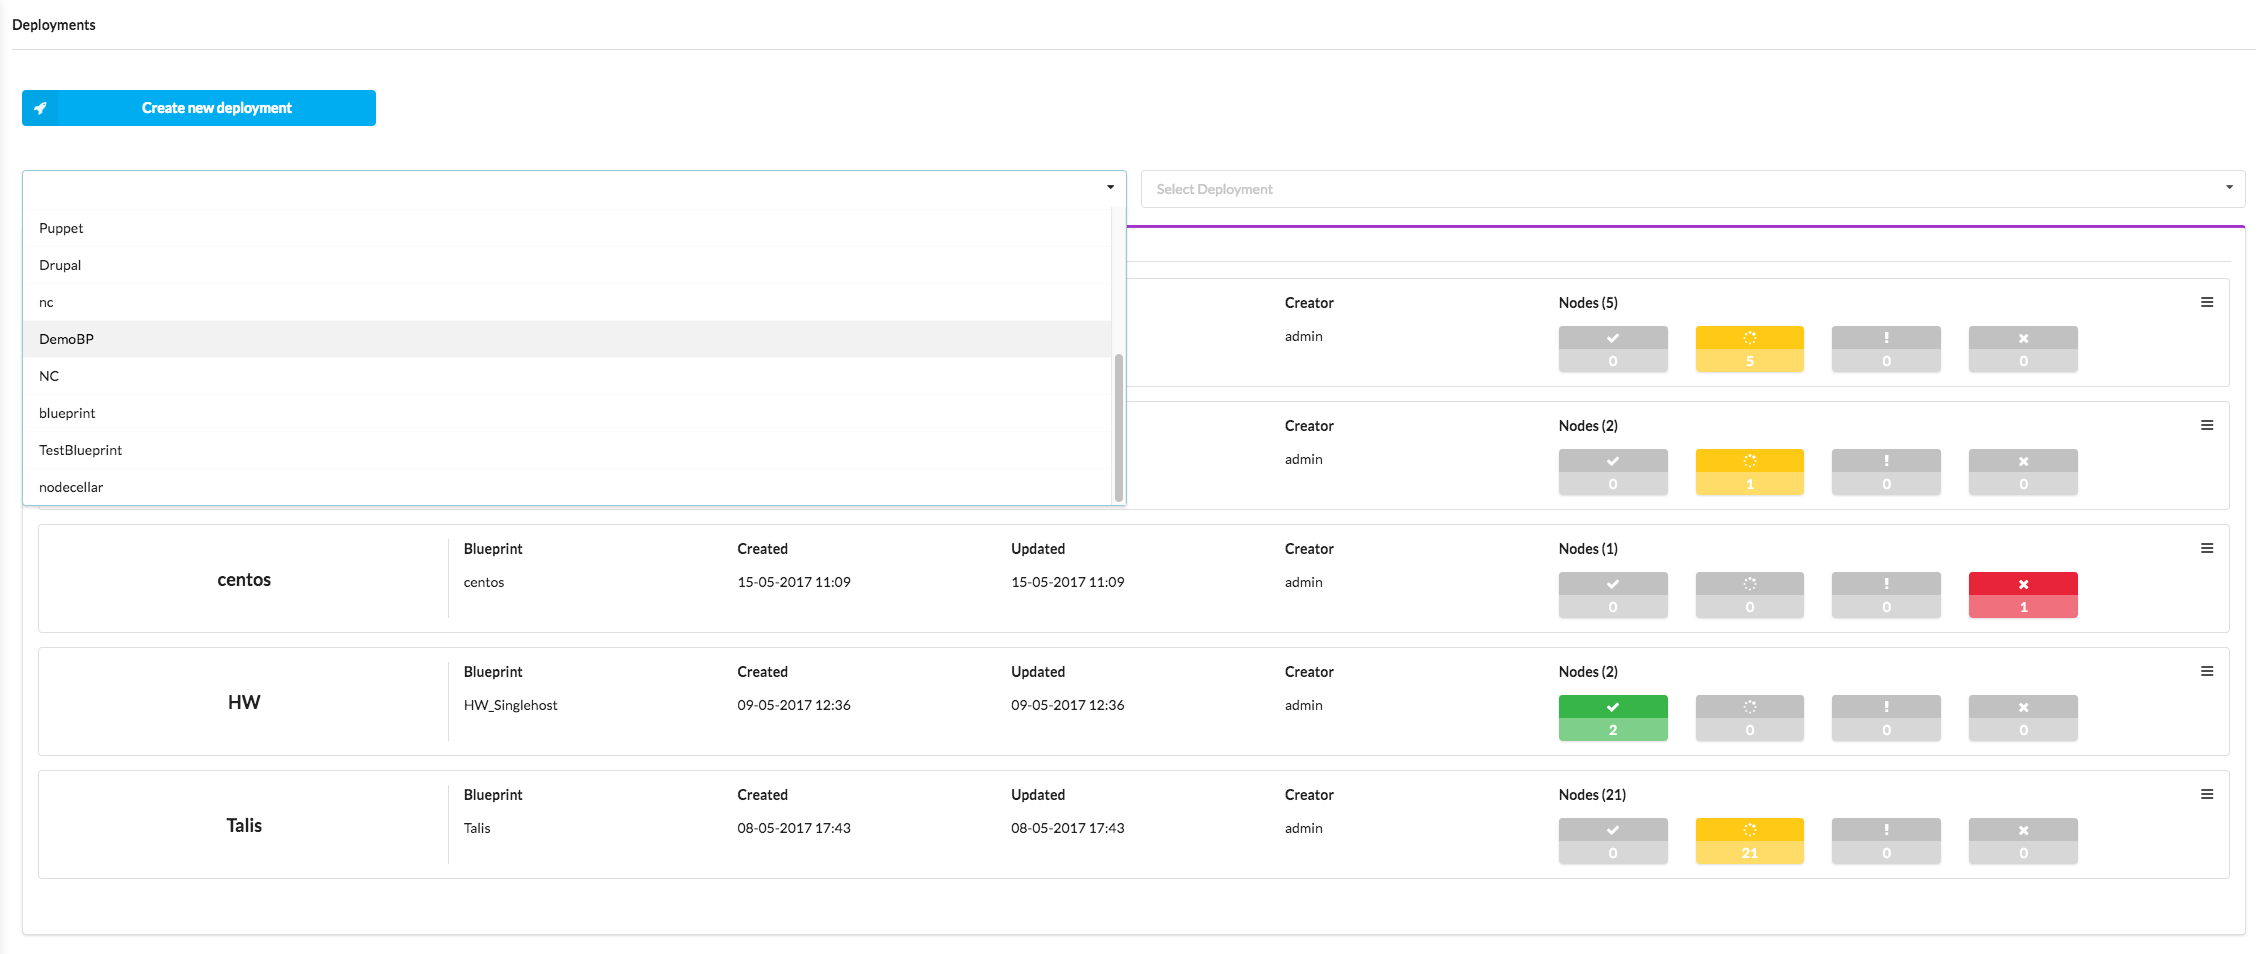 Deployments
Create new deployment
Select Deployment
Puppet
Drupal
nc
DemoBP
NC
blueprint
TestBlueprint
nodecellar
Creator Nodes (5)
admin
0 5 0 0
Creator Nodes (2)
admin
0 1 0 0
centos
Blueprint Created Updated Creator Nodes (1)
centos 15-05-2017 11:09 15-05-2017 11:09 admin
0 0 0 1
HW
Blueprint Created Updated Creator Nodes (2)
HW_Singlehost 09-05-2017 12:36 09-05-2017 12:36 admin
2 0 0 0
Talis
Blueprint Created Updated Creator Nodes (21)
Talis 08-05-2017 17:43 08-05-2017 17:43 admin
0 21 0 0